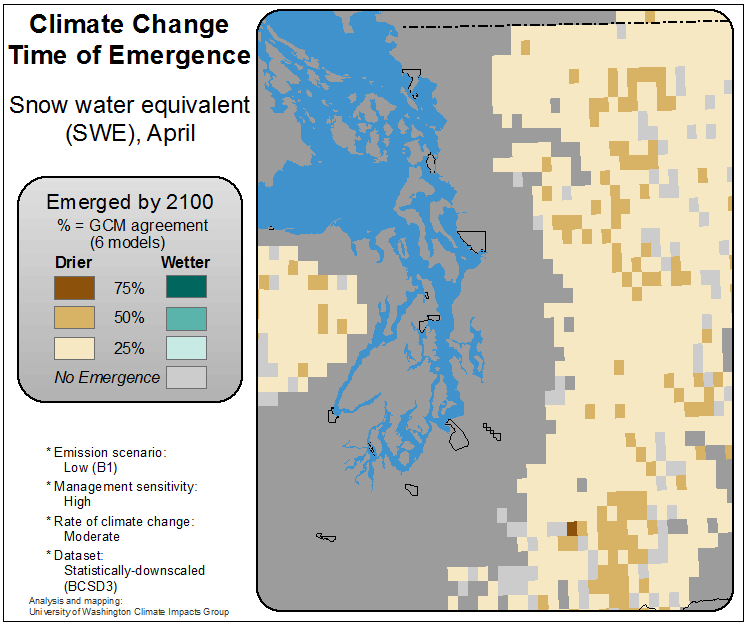 Climate Change
Time of Emergence
Snow water equivalent
(SWE), April
Emerged by 2100
% = GCM agreement
(6 models)
Drier Wetter
75%
50%
25%
No Emergence
* Emission scenario:
Low (B1)
* Management sensitivity:
High
* Rate of climate change:
Moderate
* Dataset:
Statistically-downscaled
(BCSD3)
Analysis and mapping:
University of Washington Climate Impacts Group